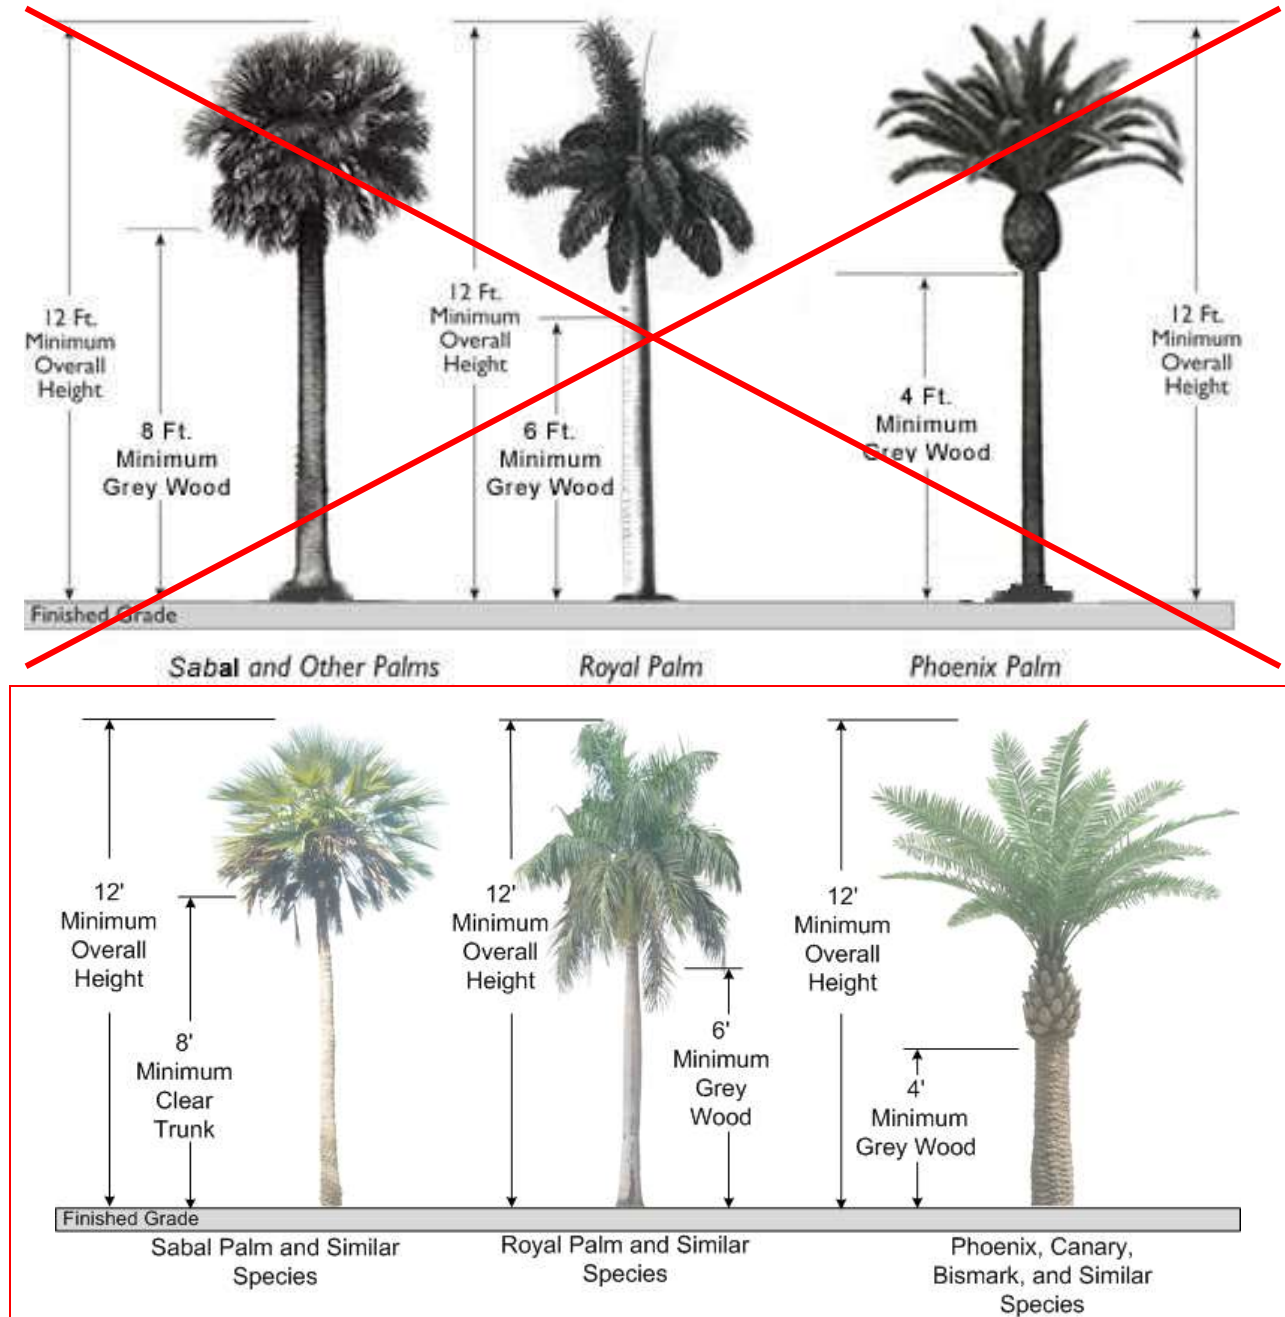 12 Ft.
Minimum
Overall
Height
8 Ft.
Minimum
Grey Wood
12 Ft.
Minimum
Overall
Height
6 Ft.
Minimum
Grey Wood
4 Ft.
Minimum
Grey Wood
12 Ft.
Minimum
Overall
Height
Finished Grade
Sabal and Other Palms
Royal Palm
Phoenix Palm
12'
Minimum
Overall
Height
8'
Minimum
Clear
Trunk
12'
Minimum
Overall
Height
6'
Minimum
Grey
Wood
12'
Minimum
Overall
Height
4'
Minimum
Grey Wood
Finished Grade
Sabal Palm and Similar
Species
Royal Palm and Similar
Species
Phoenix, Canary,
Bismark, and Similar
Species